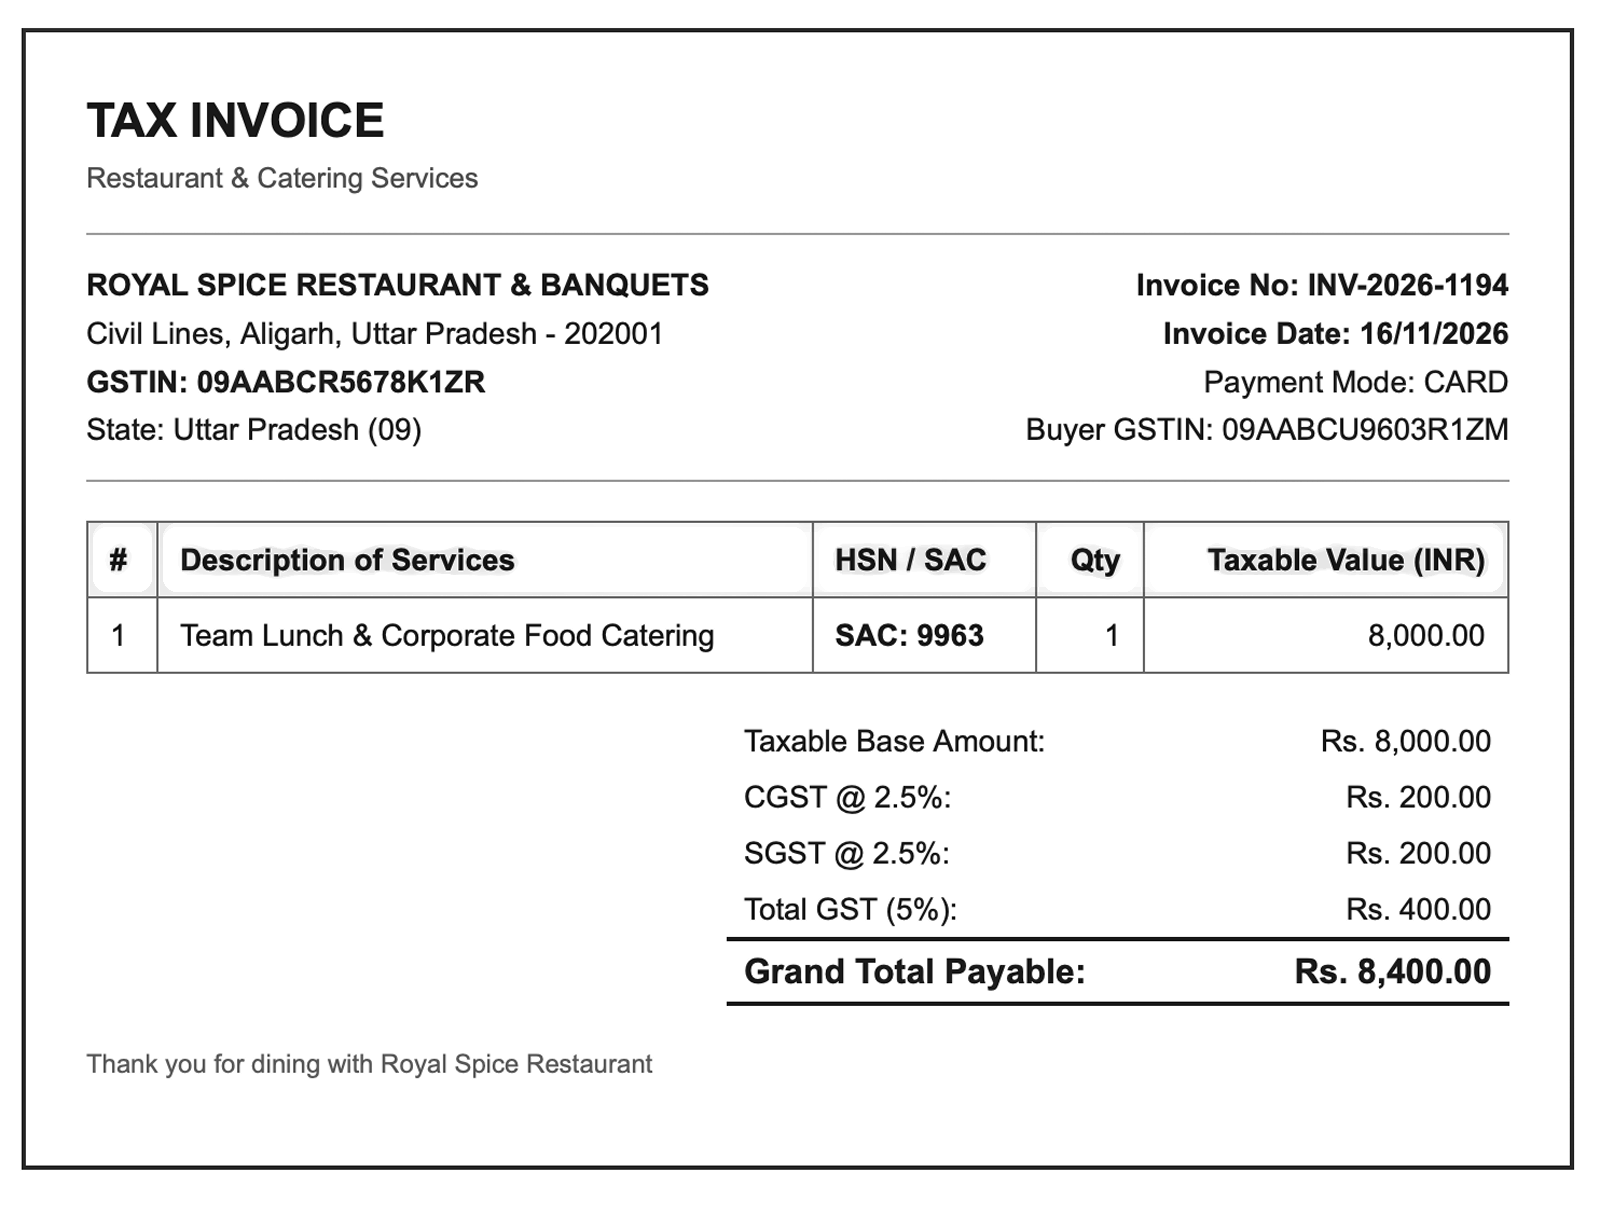 TAX INVOICE
Restaurant & Catering Services
ROYAL SPICE RESTAURANT & BANQUETS
Civil Lines, Aligarh, Uttar Pradesh - 202001
GSTIN: 09AABCR5678K1ZR
State: Uttar Pradesh (09)
Invoice No: INV-2026-1194
Invoice Date: 16/11/2026
Payment Mode: CARD
Buyer GSTIN: 09AABCU9603R1ZM
# Description of Services HSN / SAC Qty Taxable Value (INR)
1 Team Lunch & Corporate Food Catering SAC: 9963 1 8,000.00
Taxable Base Amount: Rs. 8,000.00
CGST @ 2.5%: Rs. 200.00
SGST @ 2.5%: Rs. 200.00
Total GST (5%): Rs. 400.00
Grand Total Payable: Rs. 8,400.00
Thank you for dining with Royal Spice Restaurant